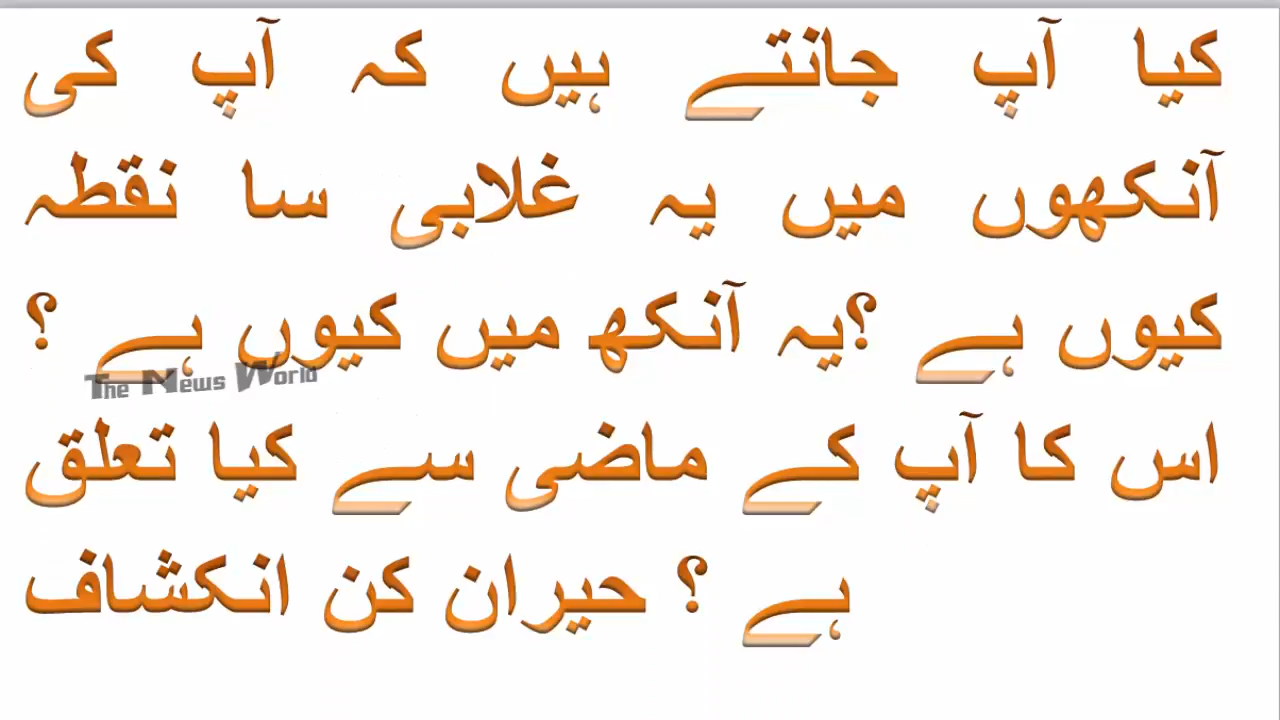 کیا آپ جانتے ہیں کہ آپ کی
آنکھوں میں یہ غلابی سا نقطہ
کیوں ہے ؟یہ آنکھ میں کیوں ہے ؟
The News World
اس کا آپ کے ماضی سے کیا تعلق
ہے ؟ حیران کن انکشاف